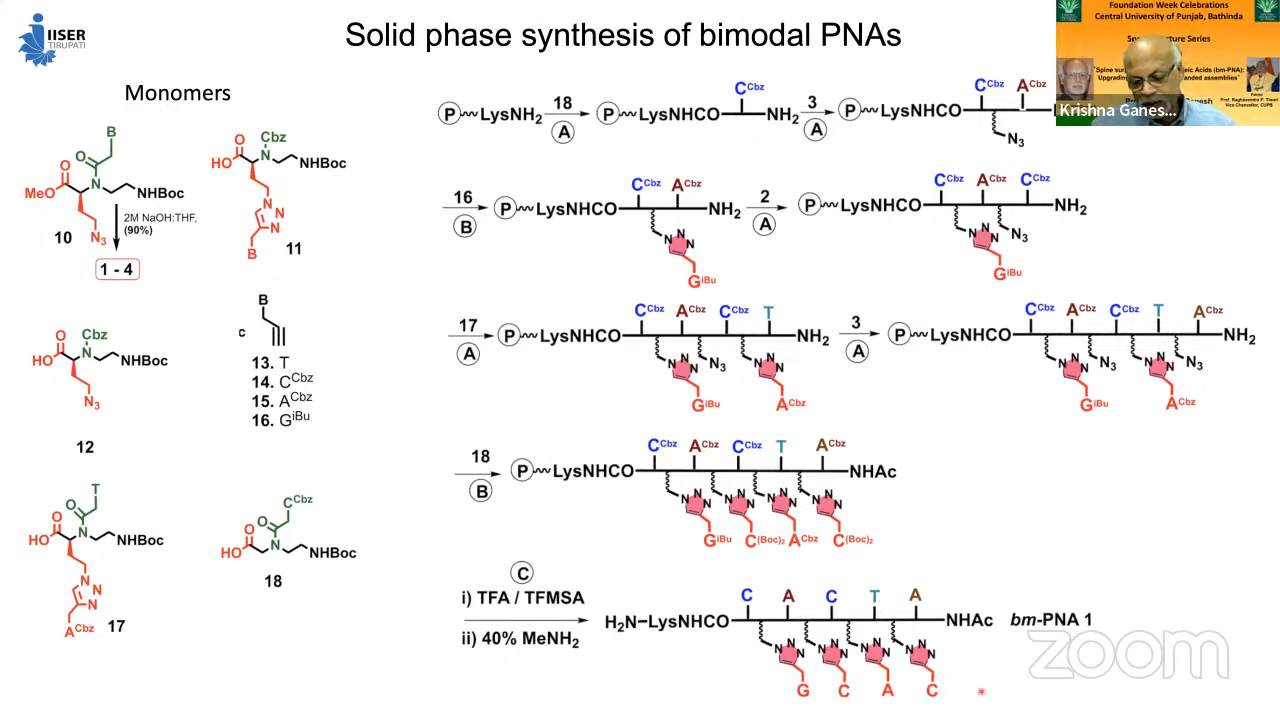 IISER
TIRUPATI
Solid phase synthesis of bimodal PNAs
Foundation Week Celebrations
Central University of Punjab, Bathinda
Krishna Ganes...
Monomers
B
O
O
MeO
N
NHBoc
N3
10
2M NaOH:THF,
(90%)
1 - 4
Cbz
O
HO
N
NHBoc
N
N
N
B
11
Cbz
O
HO
N
NHBoc
N3
12
B
c
13. T
14. CCbz
15. ACbz
16. GiBu
T
O
O
HO
N
NHBoc
N
N
N
ACbz
17
CCbz
O
O
HO
N
NHBoc
18
P LysNH2 18 A P LysNHCO CCbz NH2 3 A P LysNHCO CCbz ACbz N3
16 B P LysNHCO CCbz ACbz NH2 N N N GiBu 2 A P LysNHCO CCbz ACbz CCbz NH2 N N N N3 GiBu
17 A P LysNHCO CCbz ACbz CCbz T NH2 N N N N3 N N N GiBu ACbz 3 A P LysNHCO CCbz ACbz CCbz T ACbz NH2 N N N N3 N N N N3 GiBu ACbz
18 B P LysNHCO CCbz ACbz CCbz T ACbz NHAc
N N N N N N N N N N N N
GiBu C(Boc)2 ACbz C(Boc)2
C
i) TFA / TFMSA
ii) 40% MeNH2
C A C T A
H2N–LysNHCO NHAc bm-PNA 1
N N N N N N N N N N N N
G C A C
zoom